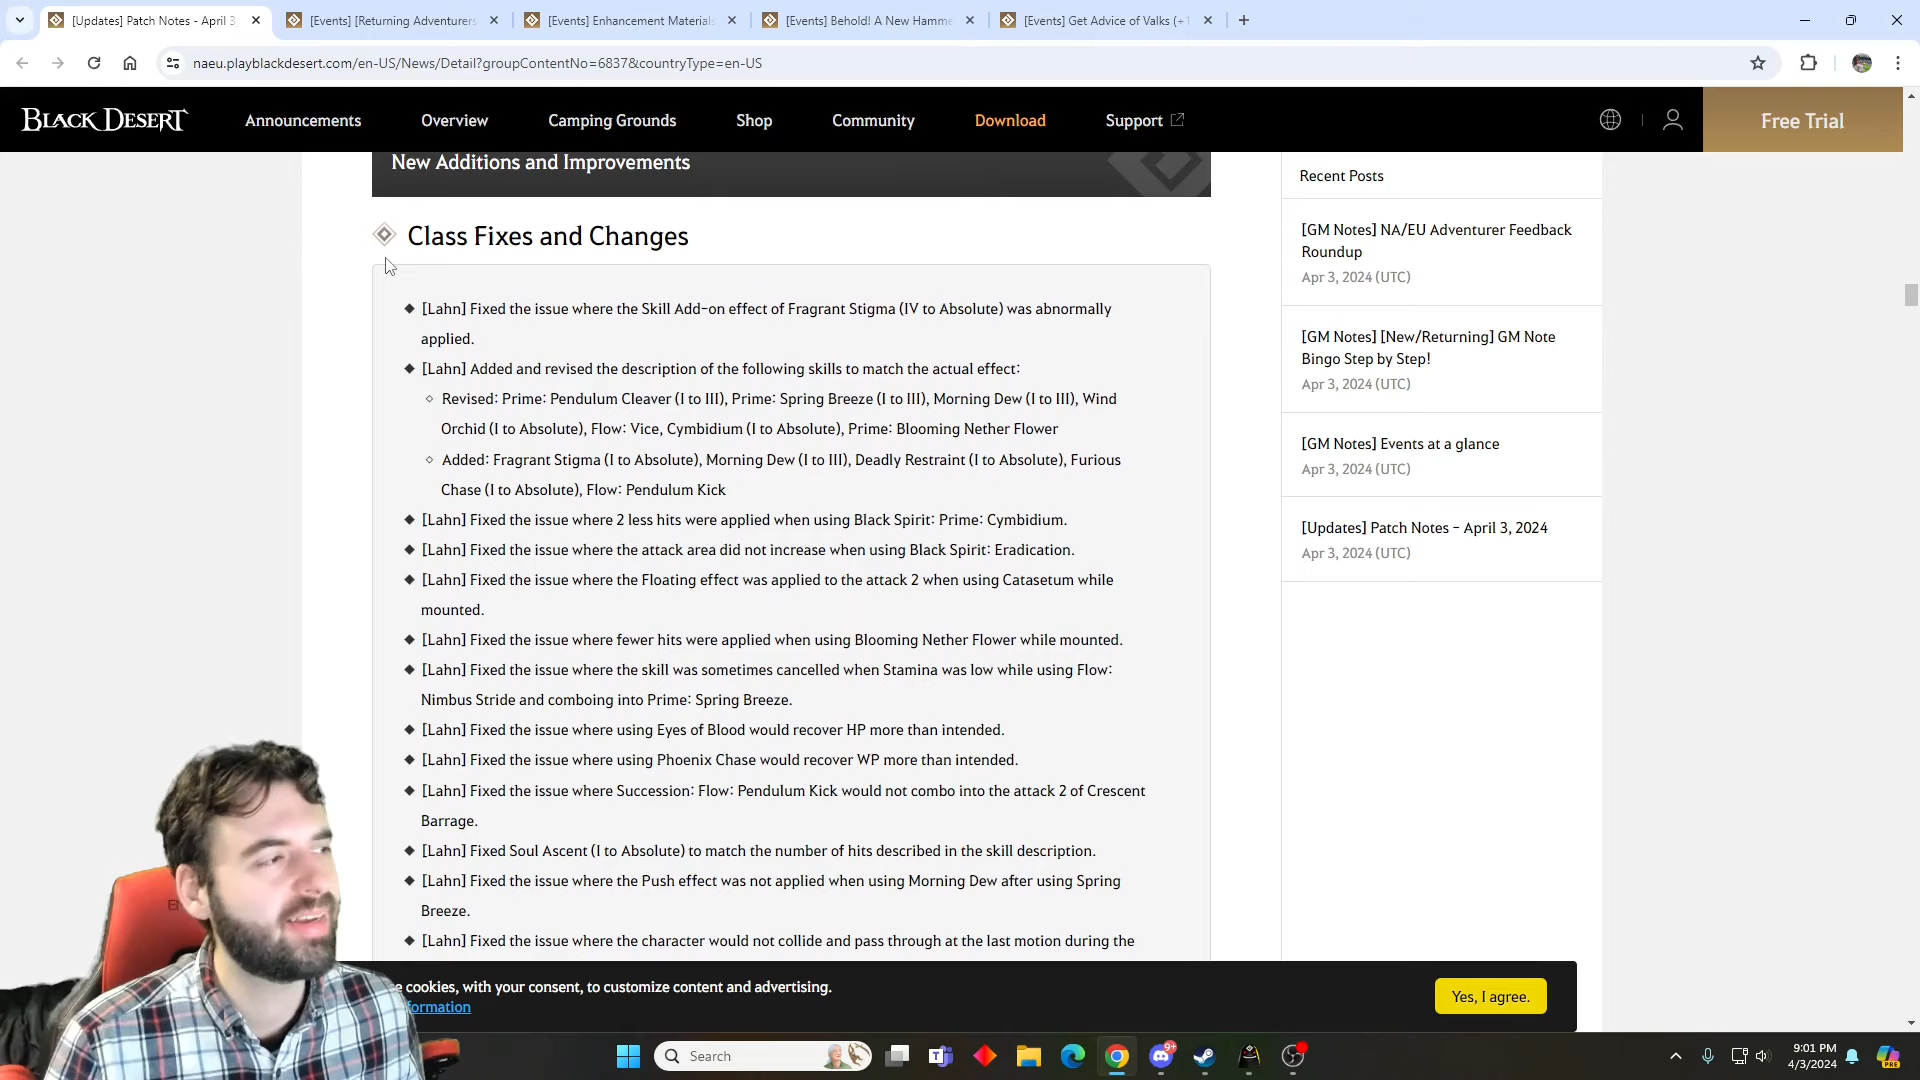 [Updates] Patch Notes - April 3
[Events] [Returning Adventurers
[Events] Enhancement Materials
[Events] Behold! A New Hamme
[Events] Get Advice of Valks (+1
naeu.playblackdesert.com/en-US/News/Detail?groupContentNo=6837&countryType=en-US
BLACK DESERT
Announcements
Overview
Camping Grounds
Shop
Community
Download
Support
Free Trial
New Additions and Improvements
Class Fixes and Changes
[Lahn] Fixed the issue where the Skill Add-on effect of Fragrant Stigma (IV to Absolute) was abnormally
applied.
[Lahn] Added and revised the description of the following skills to match the actual effect:
Revised: Prime: Pendulum Cleaver (I to III), Prime: Spring Breeze (I to III), Morning Dew (I to III), Wind
Orchid (I to Absolute), Flow: Vice, Cymbidium (I to Absolute), Prime: Blooming Nether Flower
Added: Fragrant Stigma (I to Absolute), Morning Dew (I to III), Deadly Restraint (I to Absolute), Furious
Chase (I to Absolute), Flow: Pendulum Kick
[Lahn] Fixed the issue where 2 less hits were applied when using Black Spirit: Prime: Cymbidium.
[Lahn] Fixed the issue where the attack area did not increase when using Black Spirit: Eradication.
[Lahn] Fixed the issue where the Floating effect was applied to the attack 2 when using Catasetum while
mounted.
[Lahn] Fixed the issue where fewer hits were applied when using Blooming Nether Flower while mounted.
[Lahn] Fixed the issue where the skill was sometimes cancelled when Stamina was low while using Flow:
Nimbus Stride and comboing into Prime: Spring Breeze.
[Lahn] Fixed the issue where using Eyes of Blood would recover HP more than intended.
[Lahn] Fixed the issue where using Phoenix Chase would recover WP more than intended.
[Lahn] Fixed the issue where Succession: Flow: Pendulum Kick would not combo into the attack 2 of Crescent
Barrage.
[Lahn] Fixed Soul Ascent (I to Absolute) to match the number of hits described in the skill description.
[Lahn] Fixed the issue where the Push effect was not applied when using Morning Dew after using Spring
Breeze.
[Lahn] Fixed the issue where the character would not collide and pass through at the last motion during the
Recent Posts
[GM Notes] NA/EU Adventurer Feedback
Roundup
Apr 3, 2024 (UTC)
[GM Notes] [New/Returning] GM Note
Bingo Step by Step!
Apr 3, 2024 (UTC)
[GM Notes] Events at a glance
Apr 3, 2024 (UTC)
[Updates] Patch Notes - April 3, 2024
Apr 3, 2024 (UTC)
e cookies, with your consent, to customize content and advertising.
formation
Yes, I agree.
Search
9+
9:01 PM
4/3/2024
PRE